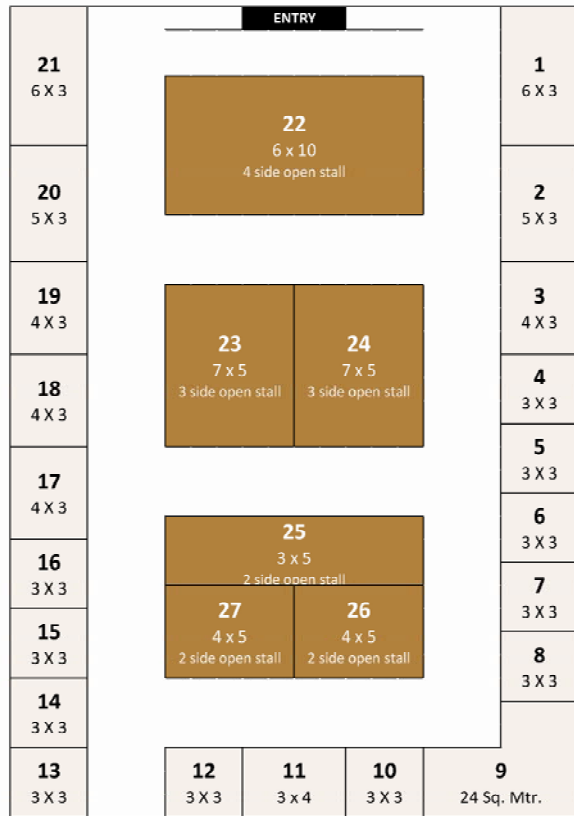 ENTRY
21
6 X 3
1
6 X 3
22
6 x 10
4 side open stall
20
5 X 3
2
5 X 3
19
4 X 3
3
4 X 3
23
7 x 5
3 side open stall
24
7 x 5
3 side open stall
18
4 X 3
4
3 X 3
5
3 X 3
17
4 X 3
6
3 X 3
25
3 x 5
2 side open stall
16
3 X 3
7
3 X 3
27
4 x 5
2 side open stall
26
4 x 5
2 side open stall
15
3 X 3
8
3 X 3
14
3 X 3
13
3 X 3
12
3 X 3
11
3 x 4
10
3 X 3
9
24 Sq. Mtr.